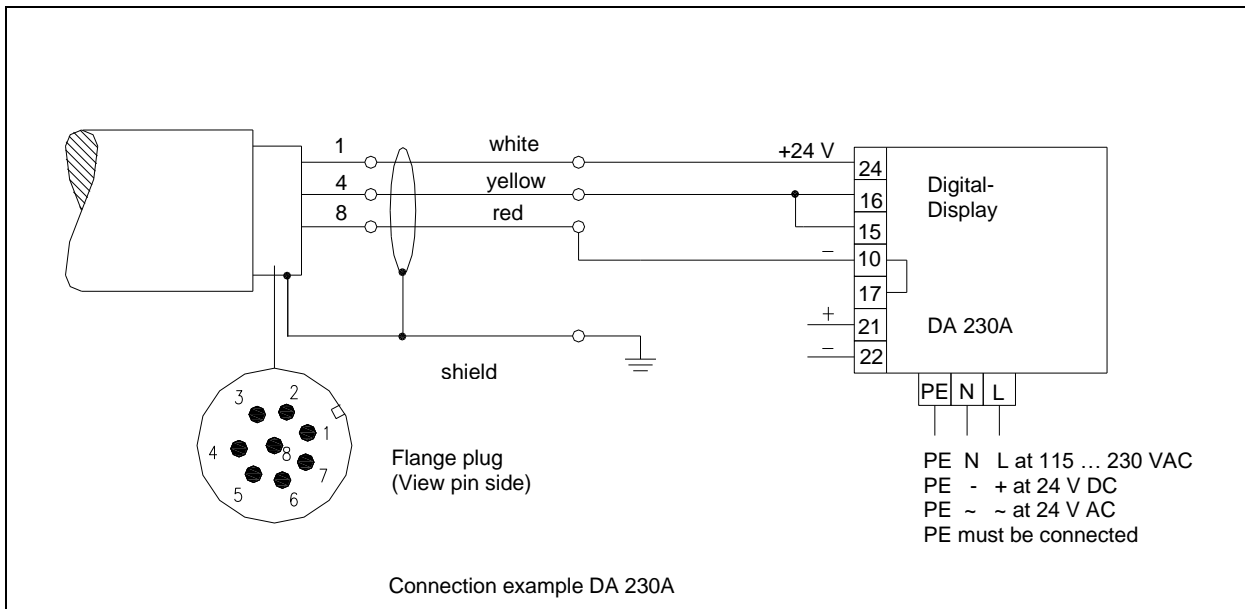 1 white +24 V
24
4 yellow
16
8 red
15
– 10
17
+ 21
– 22
Digital-
Display
DA 230A
shield
PE N L
3 2
1
4 8
7
5 6
Flange plug
(View pin side)
PE N L at 115 … 230 VAC
PE - + at 24 V DC
PE ~ ~ at 24 V AC
PE must be connected
Connection example DA 230A